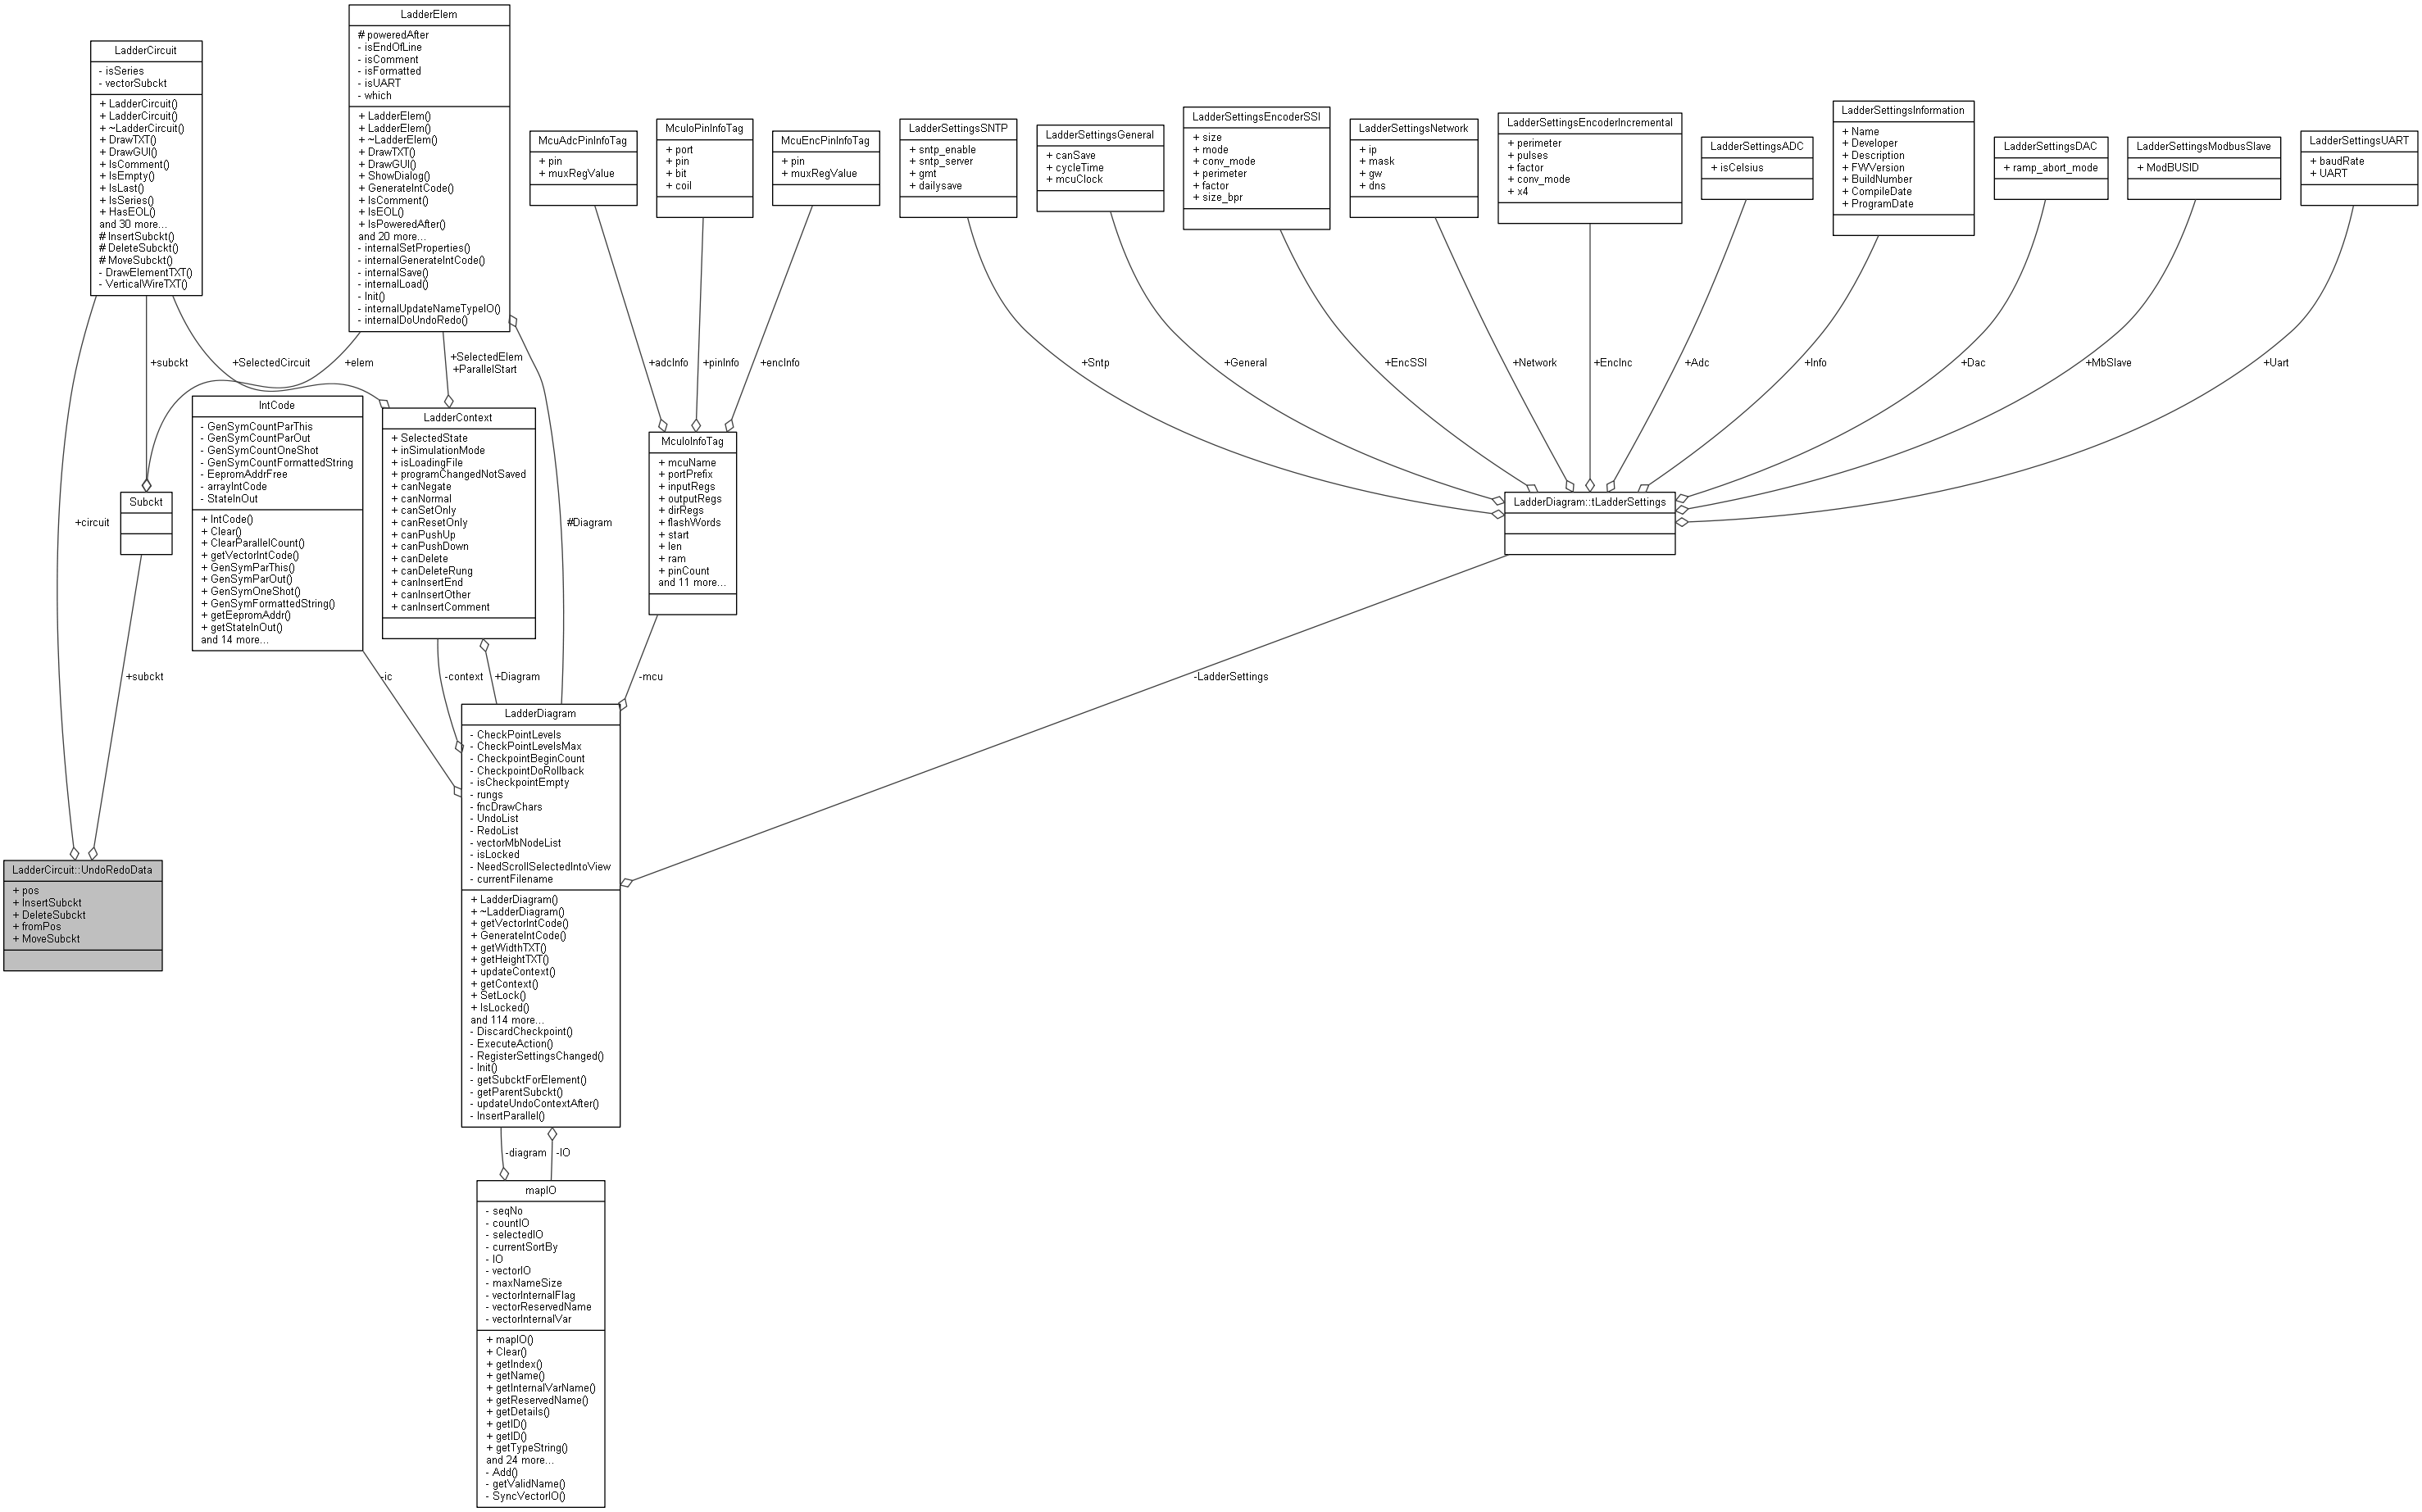 LadderElem
# poweredAfter
- isEndOfLine
- isComment
- isFormatted
- isUART
- which
+ LadderElem()
+ LadderElem()
+ ~LadderElem()
+ DrawTXT()
+ DrawGUI()
+ ShowDialog()
+ GenerateIntCode()
+ IsComment()
+ IsEOL()
+ IsPoweredAfter()
and 20 more...
- internalSetProperties()
- internalGenerateIntCode()
- internalSave()
- internalLoad()
- Init()
- internalUpdateNameTypeIO()
- internalDoUndoRedo()
LadderCircuit
- isSeries
- vectorSubckt
+ LadderCircuit()
+ LadderCircuit()
+ ~LadderCircuit()
+ DrawTXT()
+ DrawGUI()
+ IsComment()
+ IsEmpty()
+ IsLast()
+ IsSeries()
+ HasEOL()
and 30 more...
# InsertSubckt()
# DeleteSubckt()
# MoveSubckt()
- DrawElementTXT()
- VerticalWireTXT()
McuAdcPinInfoTag
+ pin
+ muxRegValue
McuIoPinInfoTag
+ port
+ pin
+ bit
+ coil
McuEncPinInfoTag
+ pin
+ muxRegValue
LadderSettingsSNTP
+ sntp_enable
+ sntp_server
+ gmt
+ dailysave
LadderSettingsGeneral
+ canSave
+ cycleTime
+ mcuClock
LadderSettingsEncoderSSI
+ size
+ mode
+ conv_mode
+ perimeter
+ factor
+ size_bpr
LadderSettingsNetwork
+ ip
+ mask
+ gw
+ dns
LadderSettingsEncoderIncremental
+ perimeter
+ pulses
+ factor
+ conv_mode
+ x4
LadderSettingsADC
+ isCelsius
LadderSettingsInformation
+ Name
+ Developer
+ Description
+ FWVersion
+ BuildNumber
+ CompileDate
+ ProgramDate
LadderSettingsDAC
+ ramp_abort_mode
LadderSettingsModbusSlave
+ ModBUSID
LadderSettingsUART
+ baudRate
+ UART
+subckt
+SelectedCircuit
+elem
+SelectedElem
+ParallelStart
+adcInfo
+pinInfo
+encInfo
+Sntp
+General
+EncSSI
+Network
+EncInc
+Adc
+Info
+Dac
+MbSlave
+Uart
IntCode
- GenSymCountParThis
- GenSymCountParOut
- GenSymCountOneShot
- GenSymCountFormattedString
- EepromAddrFree
- arrayIntCode
- StateInOut
+ IntCode()
+ Clear()
+ ClearParallelCount()
+ getVectorIntCode()
+ GenSymParThis()
+ GenSymParOut()
+ GenSymOneShot()
+ GenSymFormattedString()
+ getEepromAddr()
+ getStateInOut()
and 14 more...
LadderContext
+ SelectedState
+ inSimulationMode
+ isLoadingFile
+ programChangedNotSaved
+ canNegate
+ canNormal
+ canSetOnly
+ canResetOnly
+ canPushUp
+ canPushDown
+ canDelete
+ canDeleteRung
+ canInsertEnd
+ canInsertOther
+ canInsertComment
McuIoInfoTag
+ mcuName
+ portPrefix
+ inputRegs
+ outputRegs
+ dirRegs
+ flashWords
+ start
+ len
+ ram
+ pinCount
and 11 more...
Subckt
LadderDiagram::tLadderSettings
+circuit
#Diagram
+subckt
-ic
-context
+Diagram
-mcu
-LadderSettings
LadderDiagram
- CheckPointLevels
- CheckPointLevelsMax
- CheckpointBeginCount
- CheckpointDoRollback
- isCheckpointEmpty
- rungs
- fncDrawChars
- UndoList
- RedoList
- vectorMbNodeList
- isLocked
- NeedScrollSelectedIntoView
- currentFilename
+ LadderDiagram()
+ ~LadderDiagram()
+ getVectorIntCode()
+ GenerateIntCode()
+ getWidthTXT()
+ getHeightTXT()
+ updateContext()
+ getContext()
+ SetLock()
+ IsLocked()
and 114 more...
- DiscardCheckpoint()
- ExecuteAction()
- RegisterSettingsChanged()
- Init()
- getSubcktForElement()
- getParentSubckt()
- updateUndoContextAfter()
- InsertParallel()
LadderCircuit::UndoRedoData
+ pos
+ InsertSubckt
+ DeleteSubckt
+ fromPos
+ MoveSubckt
-diagram
-IO
mapIO
- seqNo
- countIO
- selectedIO
- currentSortBy
- IO
- vectorIO
- maxNameSize
- vectorInternalFlag
- vectorReservedName
- vectorInternalVar
+ mapIO()
+ Clear()
+ getIndex()
+ getName()
+ getInternalVarName()
+ getReservedName()
+ getDetails()
+ getID()
+ getID()
+ getTypeString()
and 24 more...
- Add()
- getValidName()
- SyncVectorIO()